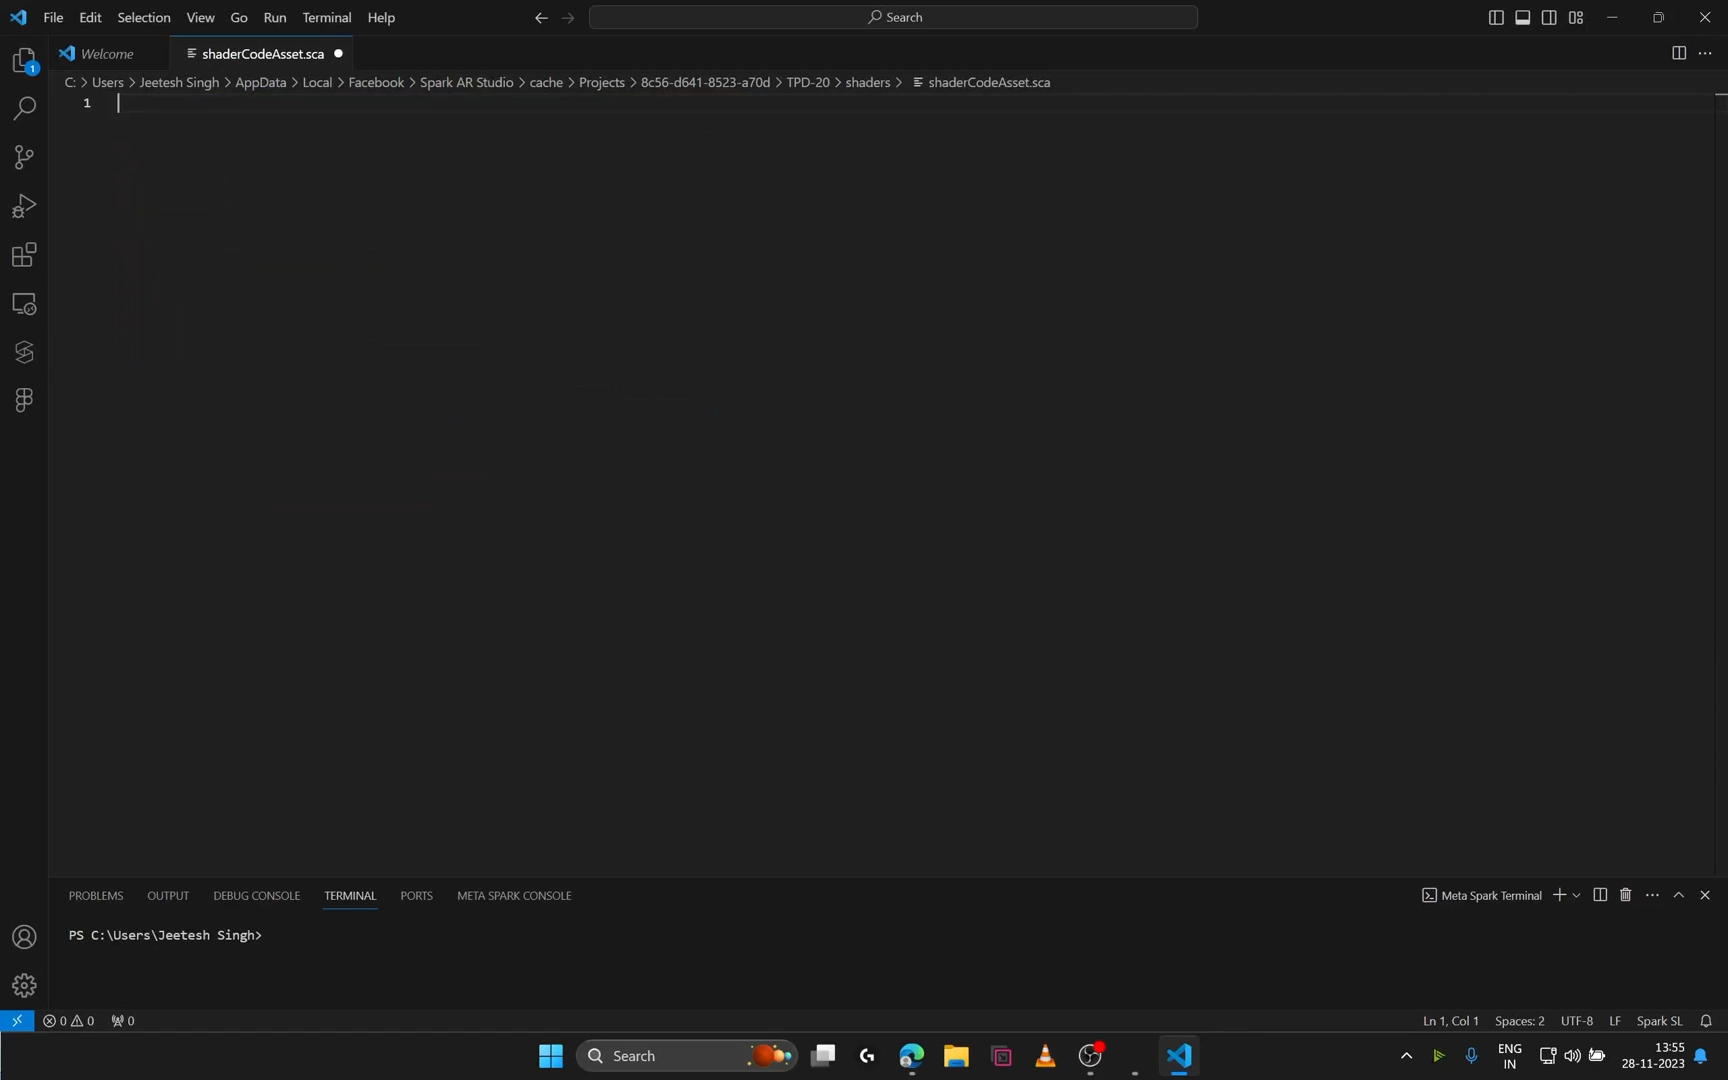 File Edit Selection View Go Run Terminal Help Search
Welcome shaderCodeAsset.sca
C: > Users > Jeetesh Singh > AppData > Local > Facebook > Spark AR Studio > cache > Projects > 8c56-d641-8523-a70d > TPD-20 > shaders > shaderCodeAsset.sca
1
1
PROBLEMS OUTPUT DEBUG CONSOLE TERMINAL PORTS META SPARK CONSOLE Meta Spark Terminal
PS C:\Users\Jeetesh Singh>
0 0 0 Ln 1, Col 1 Spaces: 2 UTF-8 LF Spark SL
Search ENG 13:55
IN 28-11-2023